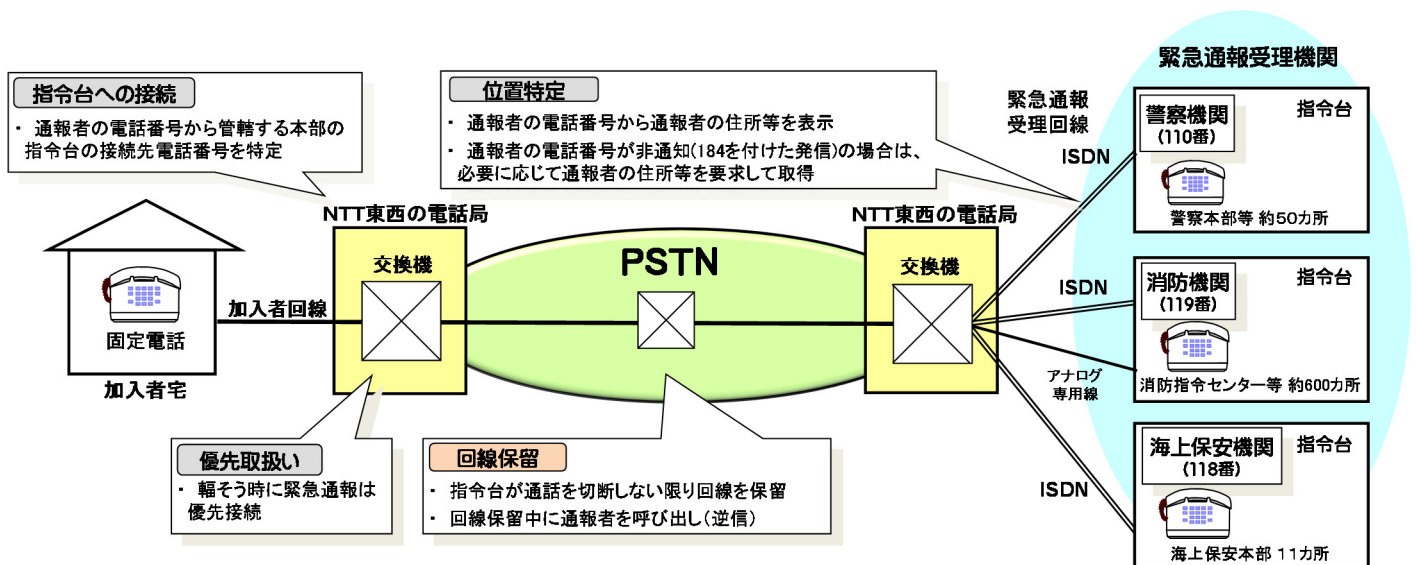 緊急通報受理機関
指令台への接続
・ 通報者の電話番号から管轄する本部の
指令台の接続先電話番号を特定
位置特定
・ 通報者の電話番号から通報者の住所等を表示
・ 通報者の電話番号が非通知(184を付けた発信)の場合は、
必要に応じて通報者の住所等を要求して取得
緊急通報
受理回線
ISDN
警察機関
(110番)
指令台
警察本部等 約50カ所
NTT東西の電話局
交換機
PSTN
NTT東西の電話局
交換機
固定電話
加入者宅
加入者回線
ISDN
消防機関
(119番)
指令台
消防指令センター等 約600カ所
アナログ
専用線
優先取扱い
・ 輻そう時に緊急通報は
優先接続
回線保留
・ 指令台が通話を切断しない限り回線を保留
・ 回線保留中に通報者を呼び出し(逆信)
ISDN
海上保安機関
(118番)
指令台
海上保安本部 11カ所